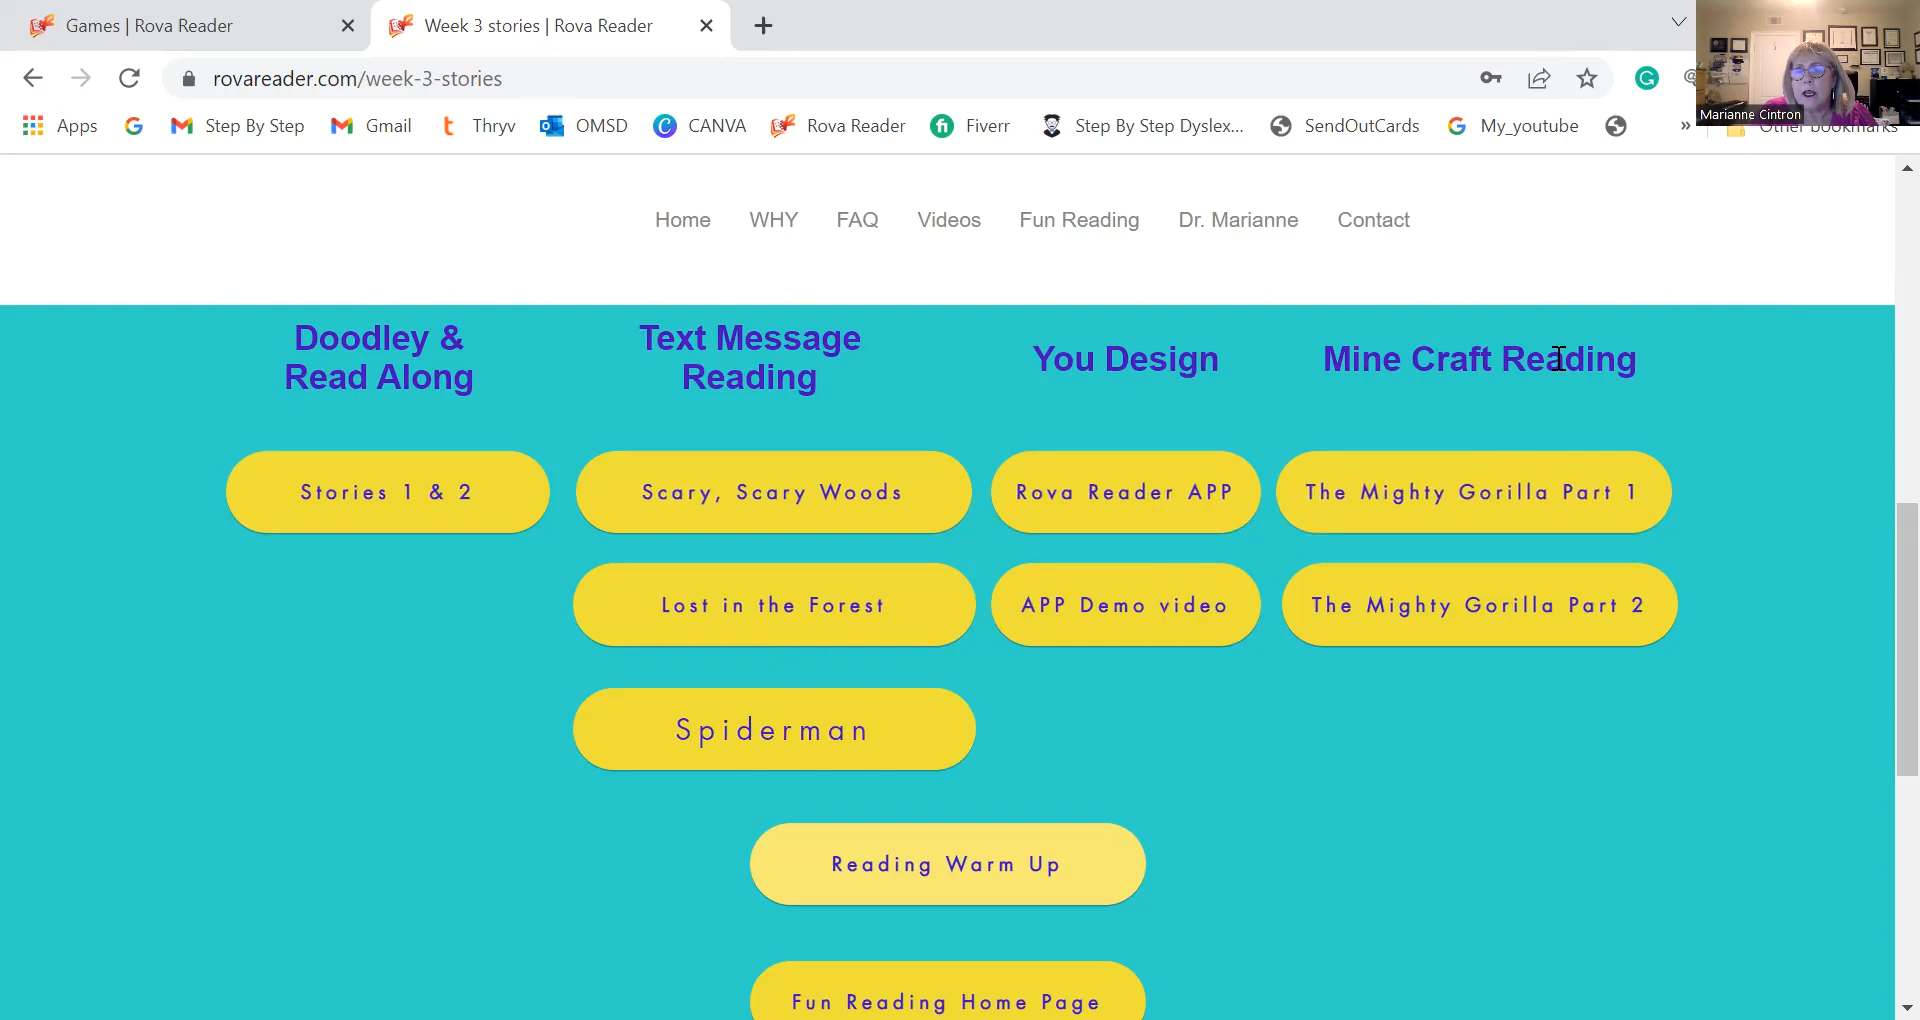 Games | Rova Reader
Week 3 stories | Rova Reader
rovareader.com/week-3-stories
Apps
Step By Step
Gmail
Thryv
OMSD
CANVA
Rova Reader
Fiverr
Step By Step Dyslex...
SendOutCards
My_youtube
»
Other bookmarks
Marianne Cintron
Home
WHY
FAQ
Videos
Fun Reading
Dr. Marianne
Contact
Doodley &
Read Along
Text Message
Reading
You Design
Mine Craft Reading
Stories 1 & 2
Scary, Scary Woods
Rova Reader APP
The Mighty Gorilla Part 1
Lost in the Forest
APP Demo video
The Mighty Gorilla Part 2
Spiderman
Reading Warm Up
Fun Reading Home Page